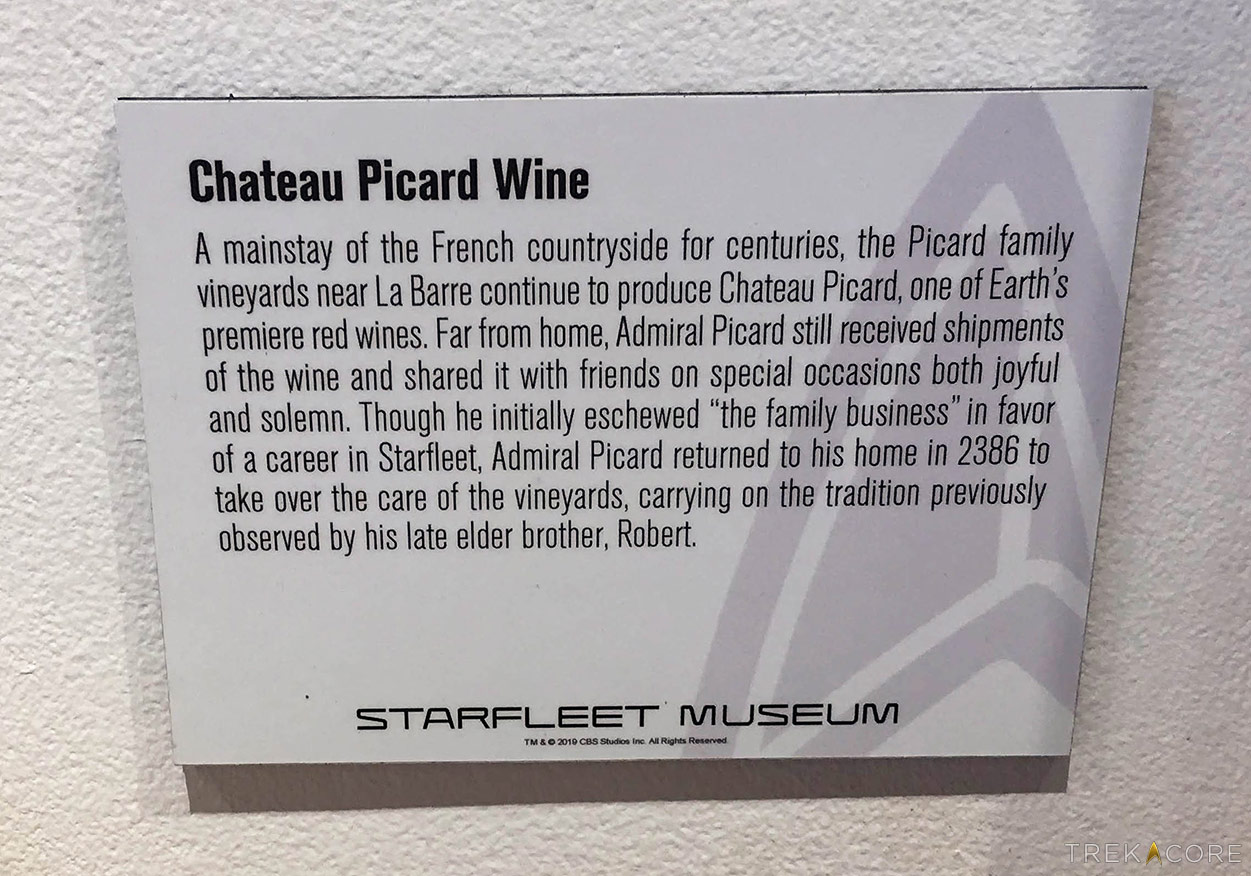 Chateau Picard Wine
A mainstay of the French countryside for centuries, the Picard family
vineyards near La Barre continue to produce Chateau Picard, one of Earth's
premiere red wines. Far from home, Admiral Picard still received shipments
of the wine and shared it with friends on special occasions both joyful
and solemn. Though he initially eschewed “the family business” in favor
of a career in Starfleet, Admiral Picard returned to his home in 2386 to
take over the care of the vineyards, carrying on the tradition previously
observed by his late elder brother, Robert.
STARFLEET MUSEUM
TM & © 2019 CBS Studios Inc. All Rights Reserved.
TREKCORE